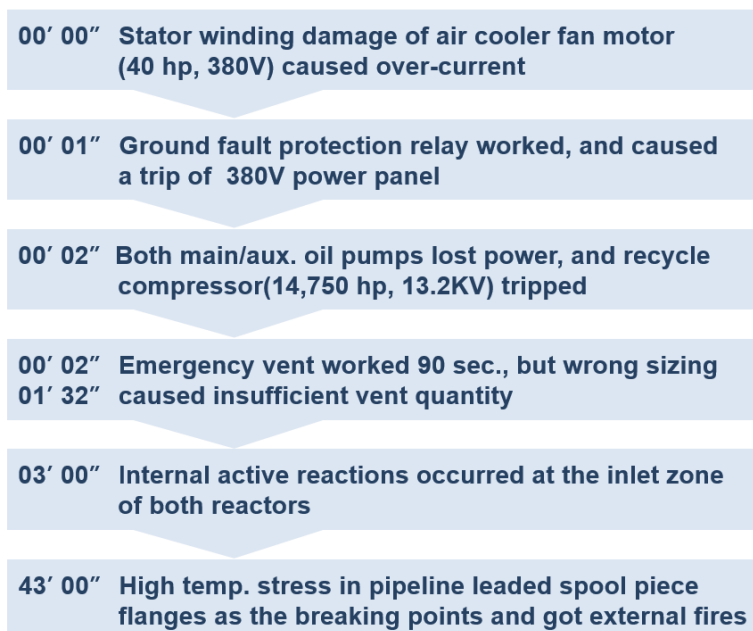 00′ 00″ Stator winding damage of air cooler fan motor
(40 hp, 380V) caused over-current
00′ 01″ Ground fault protection relay worked, and caused
a trip of 380V power panel
00′ 02″ Both main/aux. oil pumps lost power, and recycle
compressor(14,750 hp, 13.2KV) tripped
00′ 02″ Emergency vent worked 90 sec., but wrong sizing
01′ 32″ caused insufficient vent quantity
03′ 00″ Internal active reactions occurred at the inlet zone
of both reactors
43′ 00″ High temp. stress in pipeline leaded spool piece
flanges as the breaking points and got external fires